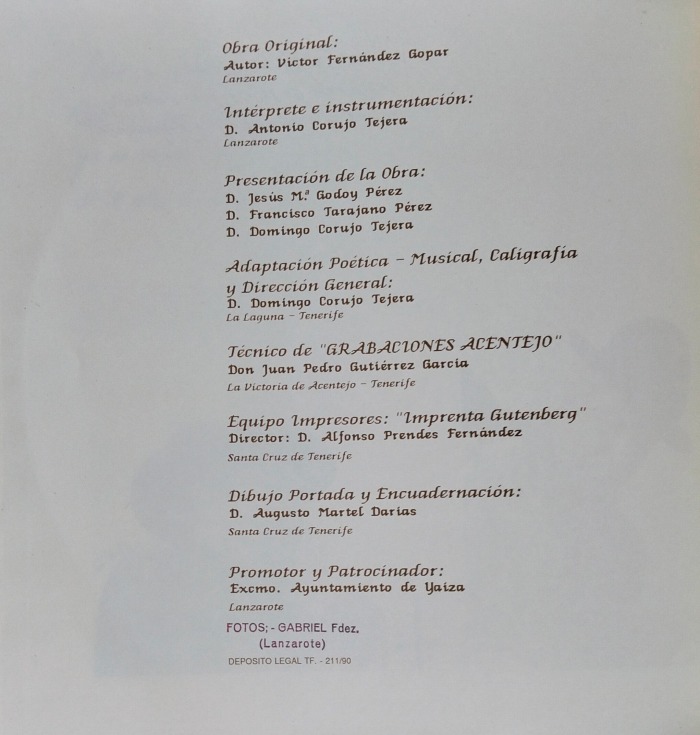 Obra Original:
Autor: Víctor Fernández Gopar
Lanzarote
Intérprete e instrumentación:
D. Antonio Corujo Tejera
Lanzarote
Presentación de la Obra:
D. Jesús M.ª Godoy Pérez
D. Francisco Tarajano Pérez
D. Domingo Corujo Tejera
Adaptación Poética - Musical, Caligrafía
y Dirección General:
D. Domingo Corujo Tejera
La Laguna - Tenerife
Técnico de "GRABACIONES ACENTEJO"
Don Juan Pedro Gutiérrez García
La Victoria de Acentejo - Tenerife
Equipo Impresores: "Imprenta Gutenberg"
Director: D. Alfonso Prendes Fernández
Santa Cruz de Tenerife
Dibujo Portada y Encuadernación:
D. Augusto Martel Darias
Santa Cruz de Tenerife
Promotor y Patrocinador:
Excmo. Ayuntamiento de Yaiza
Lanzarote
FOTOS; - GABRIEL Fdez.
(Lanzarote)
DEPOSITO LEGAL TF. - 211/90